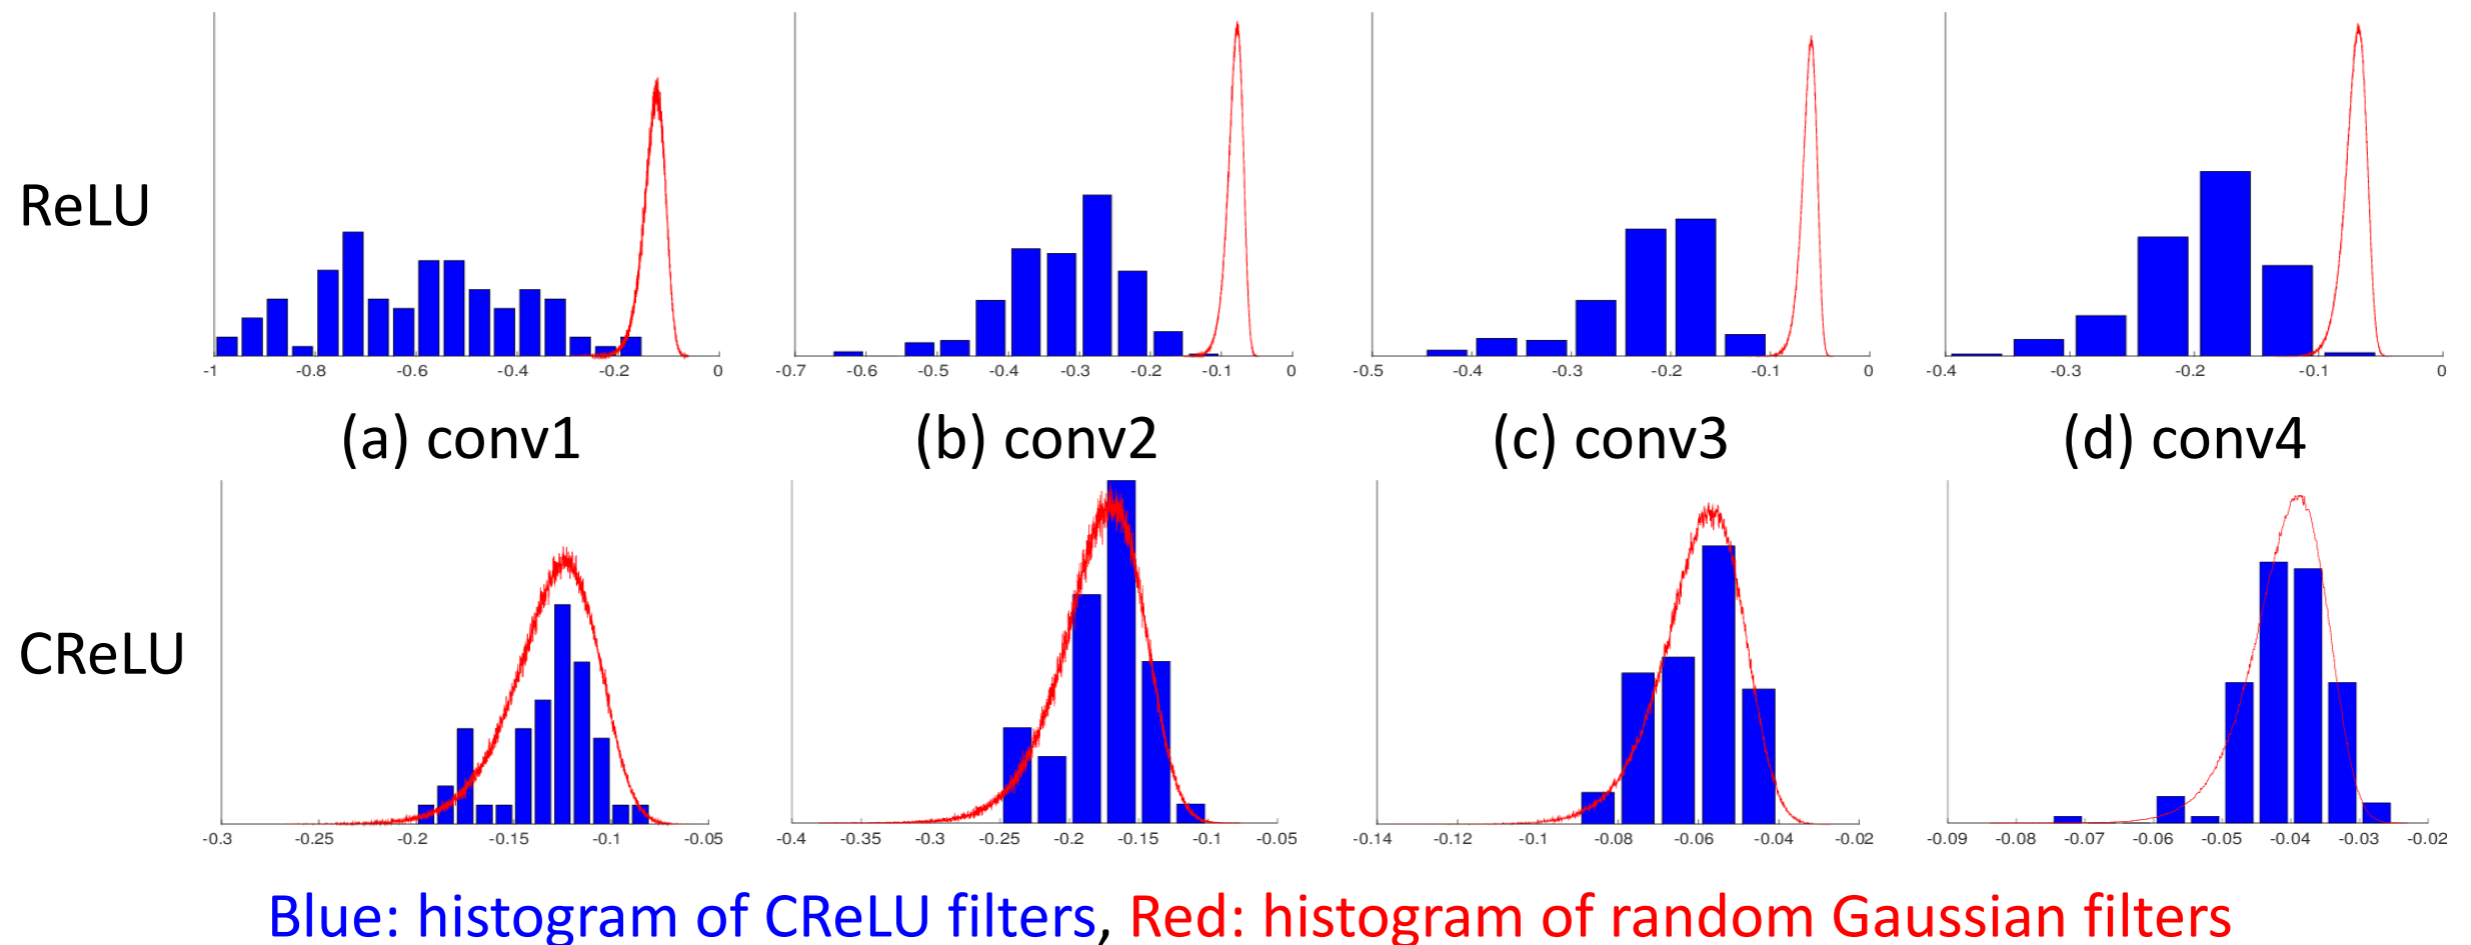 ReLU
-1 -0.8 -0.6 -0.4 -0.2 0
-0.7 -0.6 -0.5 -0.4 -0.3 -0.2 -0.1 0
-0.5 -0.4 -0.3 -0.2 -0.1 0
-0.4 -0.3 -0.2 -0.1 0
(a) conv1
(b) conv2
(c) conv3
(d) conv4
CReLU
-0.3 -0.25 -0.2 -0.15 -0.1 -0.05
-0.4 -0.35 -0.3 -0.25 -0.2 -0.15 -0.1 -0.05
-0.14 -0.12 -0.1 -0.08 -0.06 -0.04 -0.02
-0.09 -0.08 -0.07 -0.06 -0.05 -0.04 -0.03 -0.02
Blue: histogram of CReLU filters, Red: histogram of random Gaussian filters